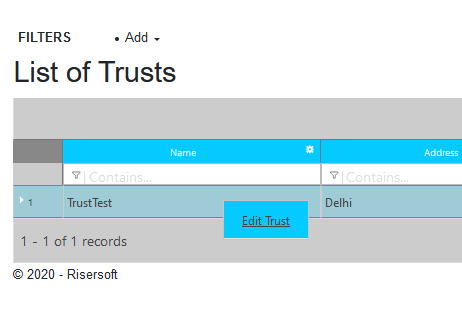 FILTERS • Add
List of Trusts
Name Address
Contains... Contains...
1 TrustTest Delhi
Edit Trust
1 - 1 of 1 records
© 2020 - Risersoft